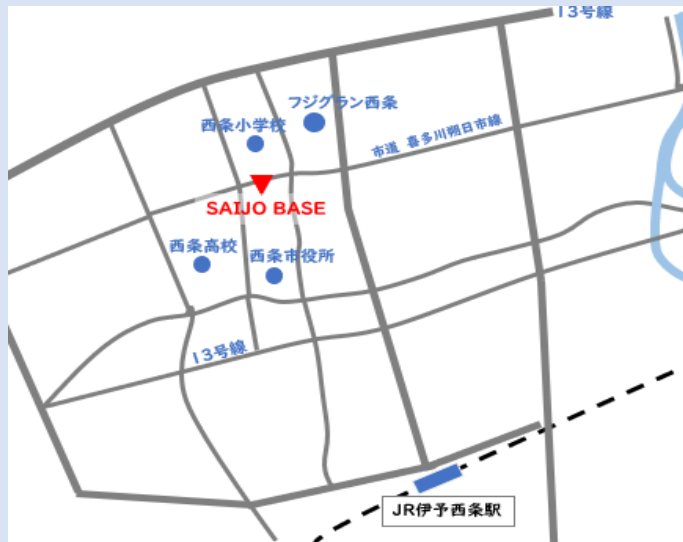 13号線
フジグラン西条
西条小学校
市道 喜多川朔日市線
SAIJO BASE
西条高校
西条市役所
13号線
JR伊予西条駅